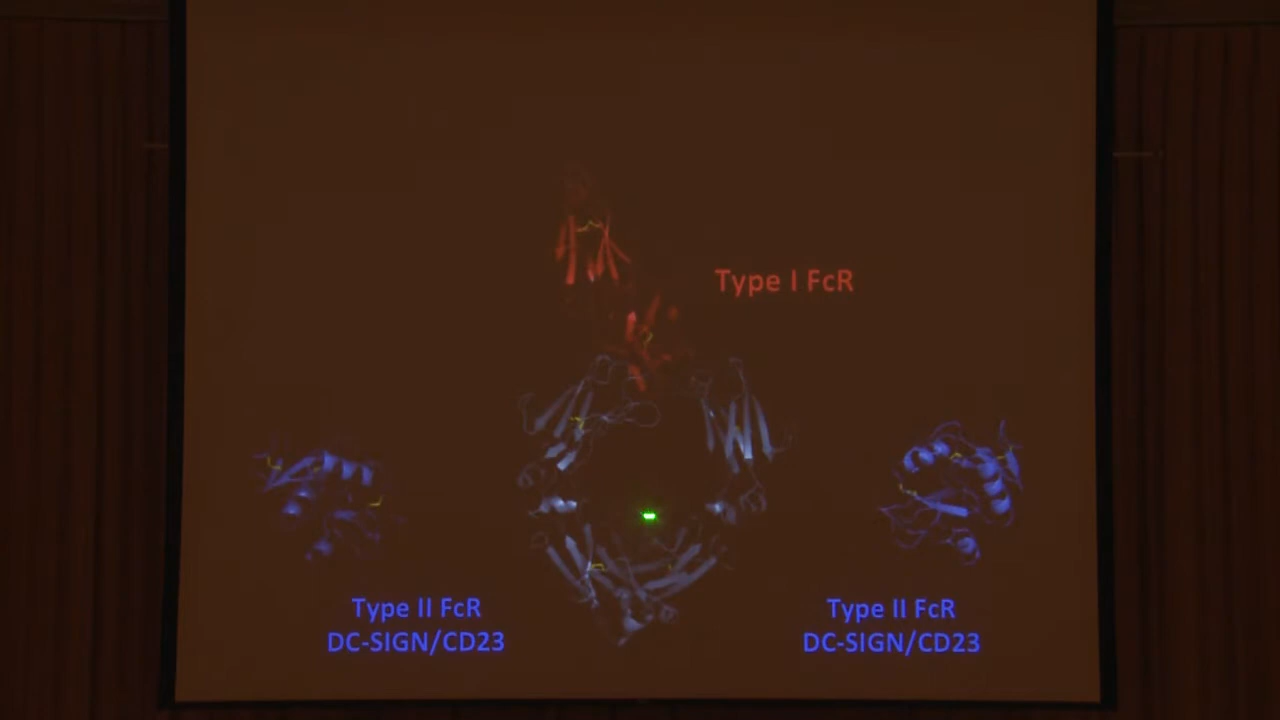 Type I FcR
Type II FcR
DC-SIGN/CD23
Type II FcR
DC-SIGN/CD23